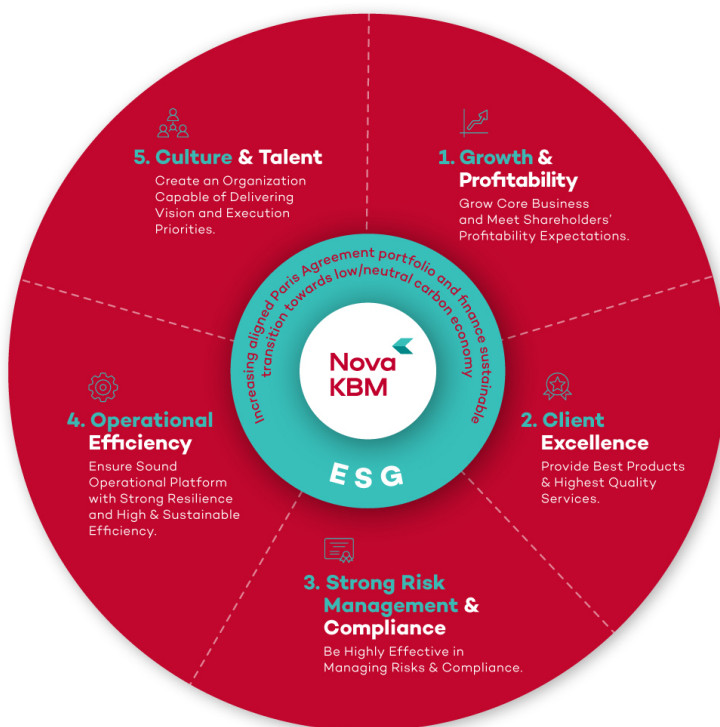 1. Growth &
Profitability
Grow Core Business
and Meet Shareholders'
Profitability Expectations.
2. Client
Excellence
Provide Best Products
& Highest Quality
Services.
3. Strong Risk
Management &
Compliance
Be Highly Effective in
Managing Risks & Compliance.
4. Operational
Efficiency
Ensure Sound
Operational Platform
with Strong Resilience
and High & Sustainable
Efficiency.
5. Culture & Talent
Create an Organization
Capable of Delivering
Vision and Execution
Priorities.
Increasing aligned Paris Agreement portfolio and finance sustainable
transition towards low/neutral carbon economy
Nova
KBM
ESG